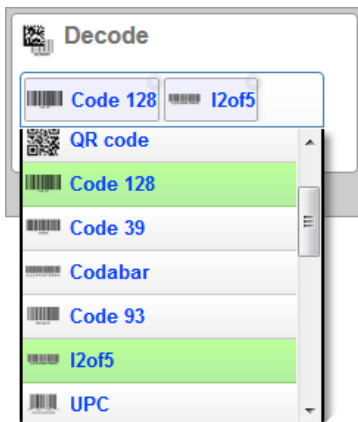 Decode
Code 128 I2of5
QR code
Code 128
Code 39
Codabar
Code 93
I2of5
UPC